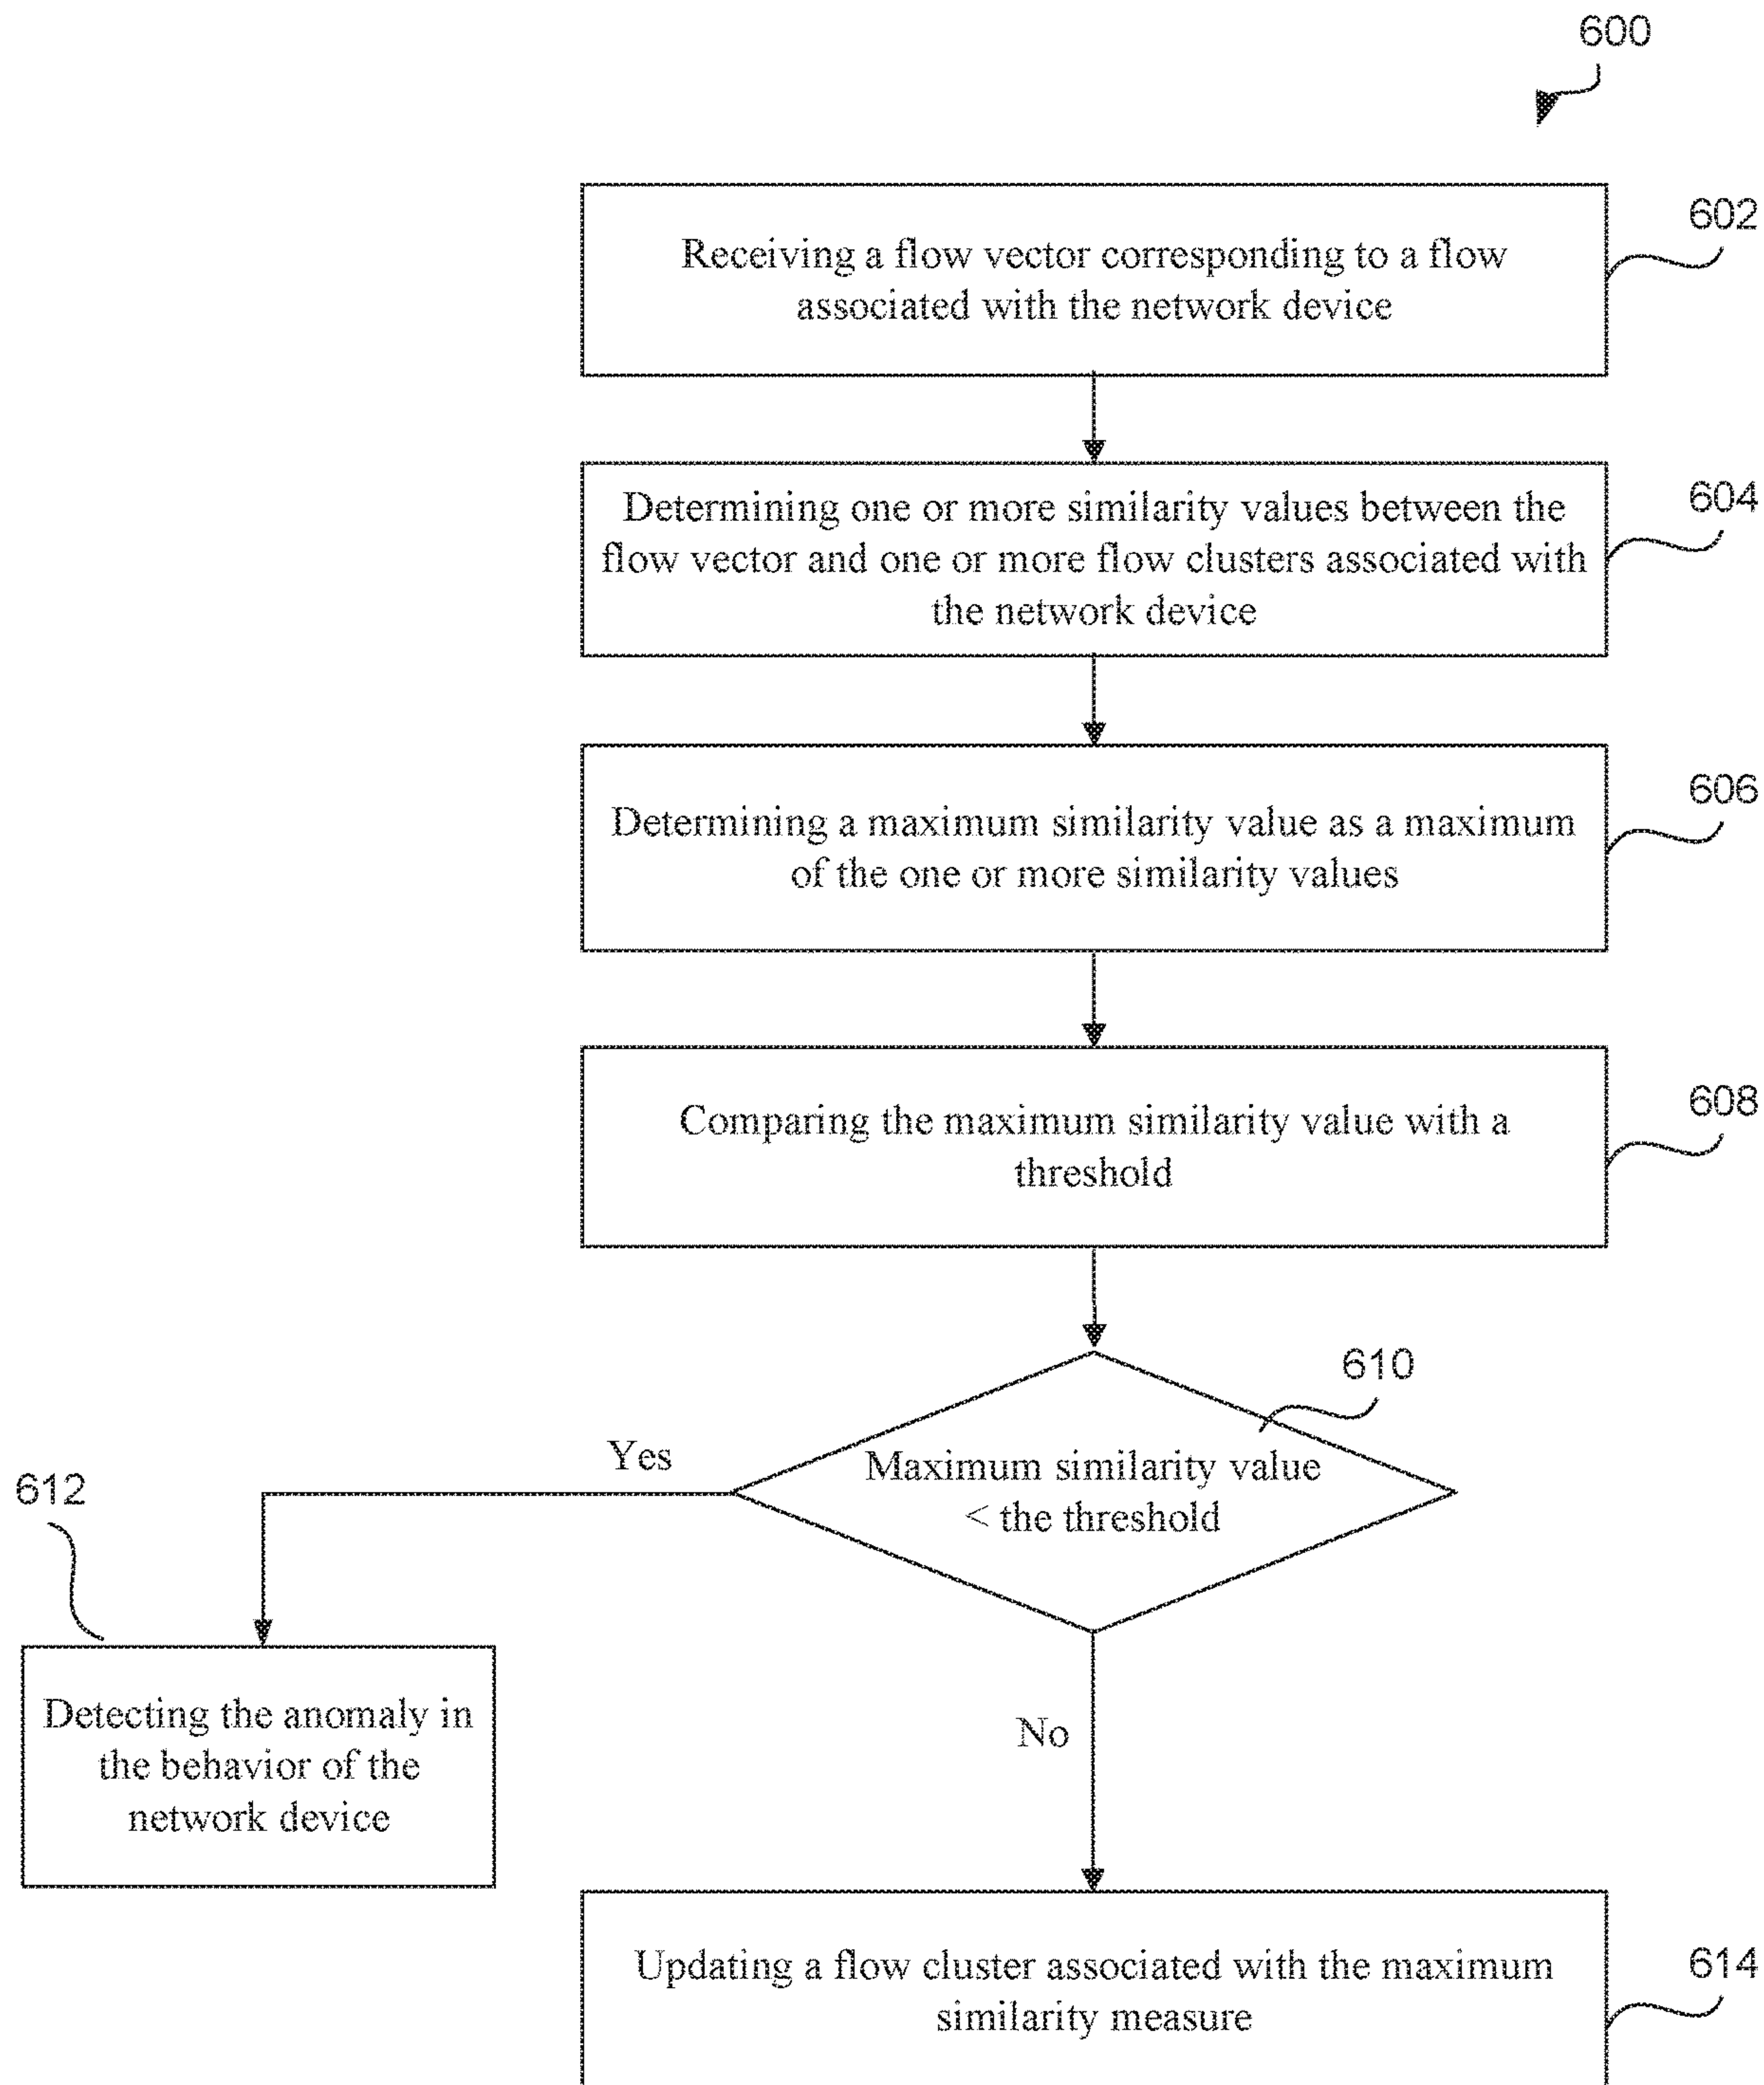 600
Receiving a flow vector corresponding to a flow
associated with the network device
602
Determining one or more similarity values between the
flow vector and one or more flow clusters associated with
the network device
604
Determining a maximum similarity value as a maximum
of the one or more similarity values
606
Comparing the maximum similarity value with a
threshold
608
610
Maximum similarity value
< the threshold
Yes
612
Detecting the anomaly in
the behavior of the
network device
No
Updating a flow cluster associated with the maximum
similarity measure
614